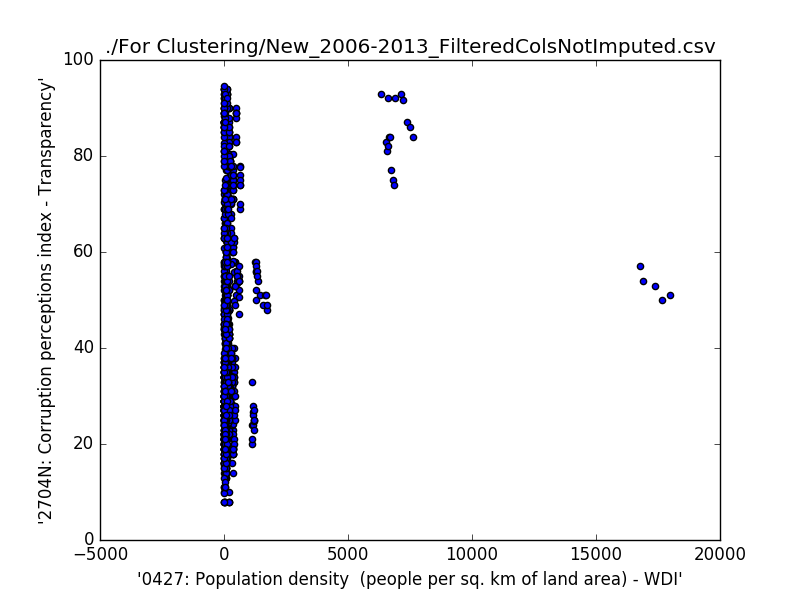 ./For Clustering/New_2006-2013_FilteredColsNotImputed.csv
'2704N: Corruption perceptions index - Transparency'
100
80
60
40
20
0
−5000 0 5000 10000 15000 20000
'0427: Population density  (people per sq. km of land area) - WDI'